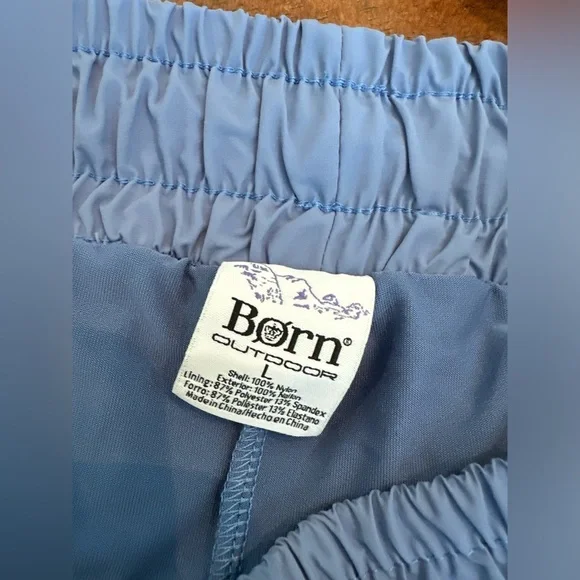 Børn®
OUTDOOR
L
Shell: 100% Nylon
Exterior: 100% Nailon
Lining: 87% Polyester 13% Spandex
Forro: 87% Poliester 13% Elastano
Made in China/Hecho en China